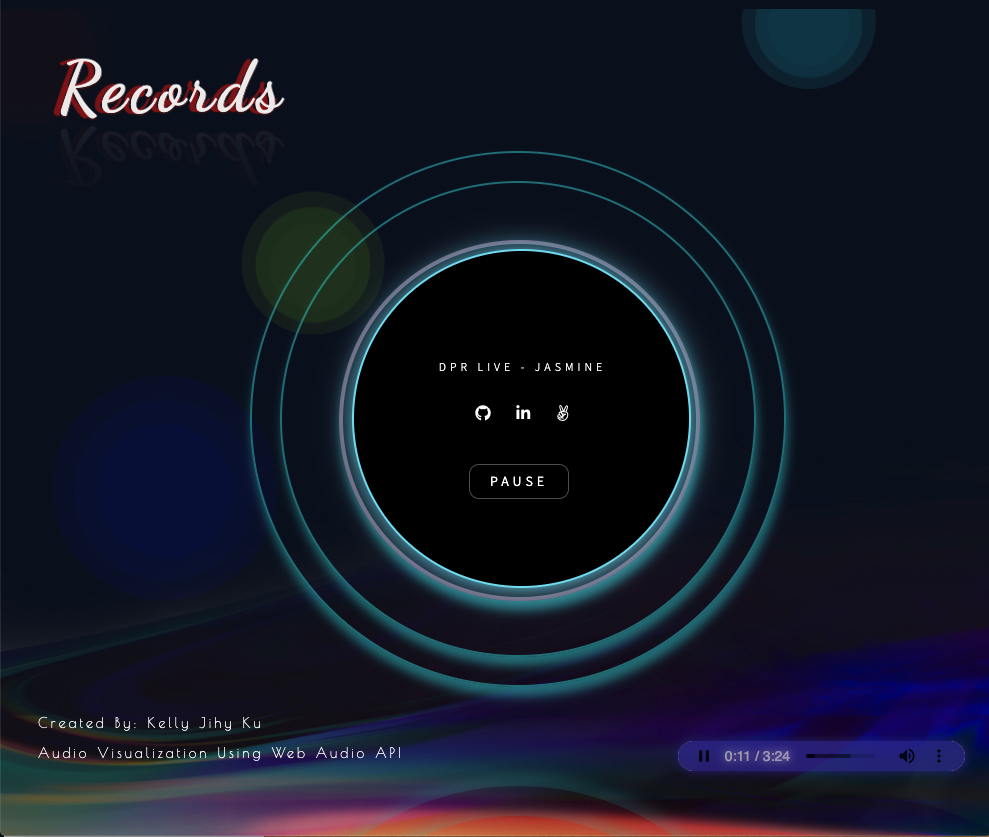 Records
DPR LIVE - JASMINE
in
PAUSE
Created By: Kelly Jihy Ku
Audio Visualization Using Web Audio API
0:11 / 3:24